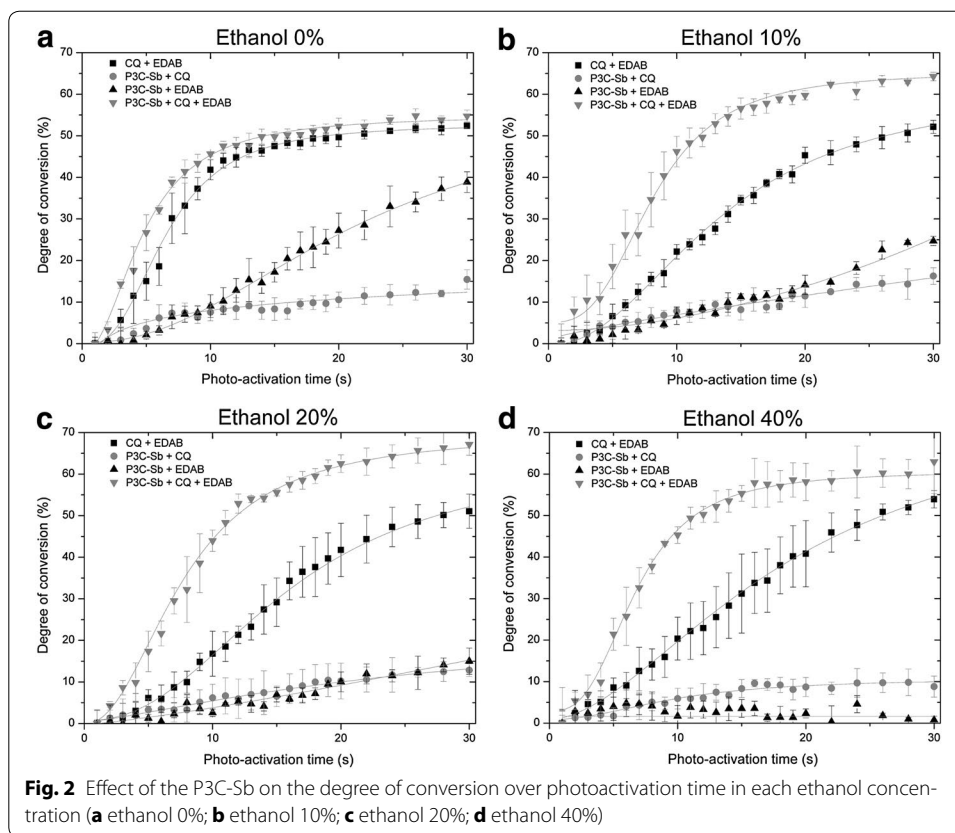 a
Ethanol 0%
CQ + EDAB
P3C-Sb + CQ
P3C-Sb + EDAB
P3C-Sb + CQ + EDAB
Degree of conversion (%)
70
60
50
40
30
20
10
0
0 10 20 30
Photo-activation time (s)
b
Ethanol 10%
CQ + EDAB
P3C-Sb + CQ
P3C-Sb + EDAB
P3C-Sb + CQ + EDAB
Degree of conversion (%)
70
60
50
40
30
20
10
0
0 10 20 30
Photo-activation time (s)
c
Ethanol 20%
CQ + EDAB
P3C-Sb + CQ
P3C-Sb + EDAB
P3C-Sb + CQ + EDAB
Degree of conversion (%)
70
60
50
40
30
20
10
0
0 10 20 30
Photo-activation time (s)
d
Ethanol 40%
CQ + EDAB
P3C-Sb + CQ
P3C-Sb + EDAB
P3C-Sb + CQ + EDAB
Degree of conversion (%)
70
60
50
40
30
20
10
0
0 10 20 30
Photo-activation time (s)
Fig. 2 Effect of the P3C-Sb on the degree of conversion over photoactivation time in each ethanol concen-
tration (a ethanol 0%; b ethanol 10%; c ethanol 20%; d ethanol 40%)